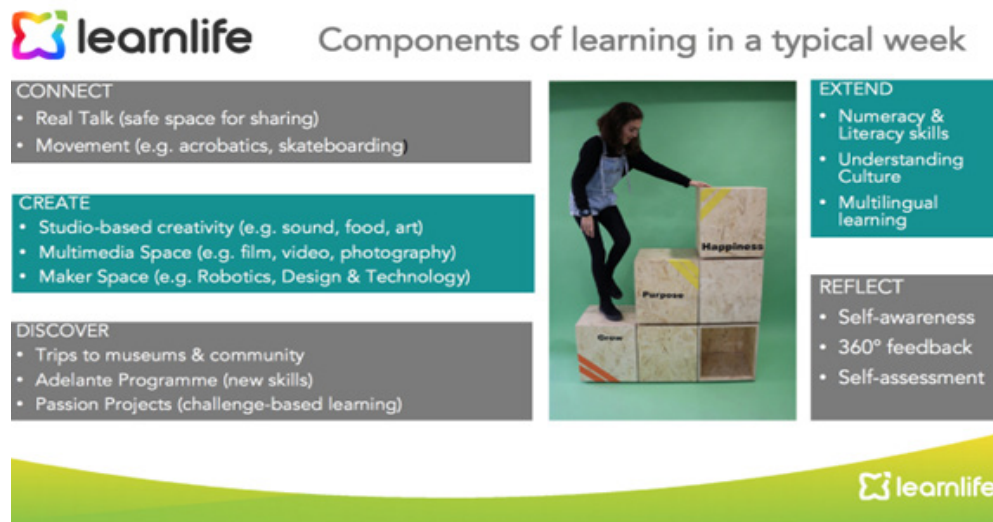 learnlife
Components of learning in a typical week
CONNECT
• Real Talk (safe space for sharing)
• Movement (e.g. acrobatics, skateboarding)
CREATE
• Studio-based creativity (e.g. sound, food, art)
• Multimedia Space (e.g. film, video, photography)
• Maker Space (e.g. Robotics, Design & Technology)
DISCOVER
• Trips to museums & community
• Adelante Programme (new skills)
• Passion Projects (challenge-based learning)
Happiness
Purpose
Grow
EXTEND
• Numeracy &
Literacy skills
• Understanding
Culture
• Multilingual
learning
REFLECT
• Self-awareness
• 360º feedback
• Self-assessment
learnlife